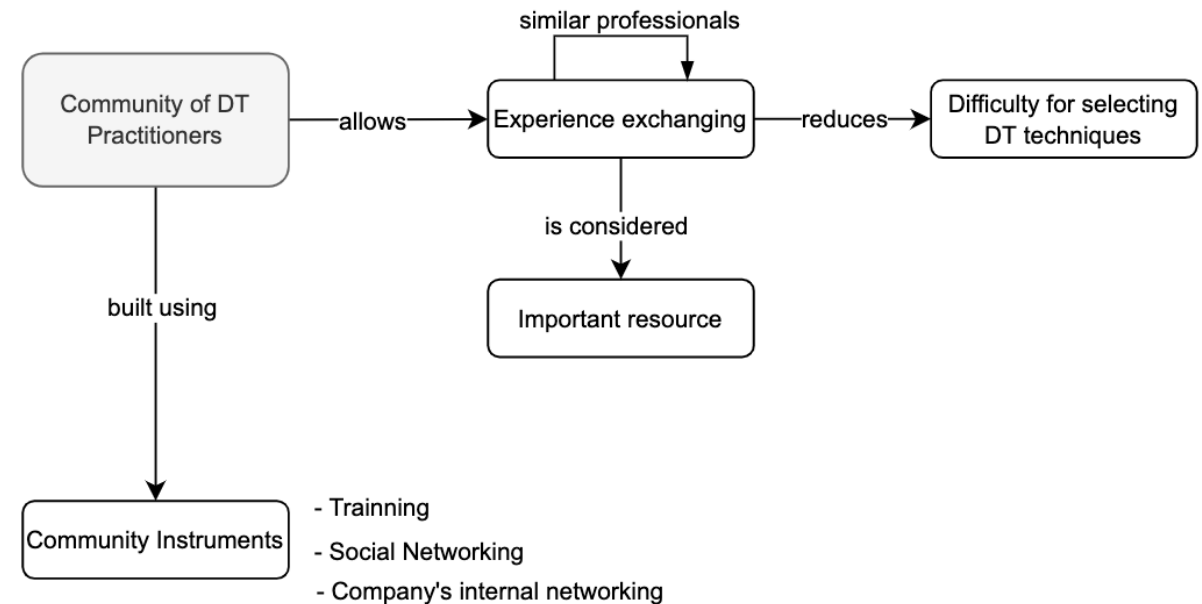 similar professionals
Community of DT
Practitioners
allows
Experience exchanging
reduces
Difficulty for selecting
DT techniques
is considered
built using
Important resource
Community Instruments
- Trainning
- Social Networking
- Company's internal networking